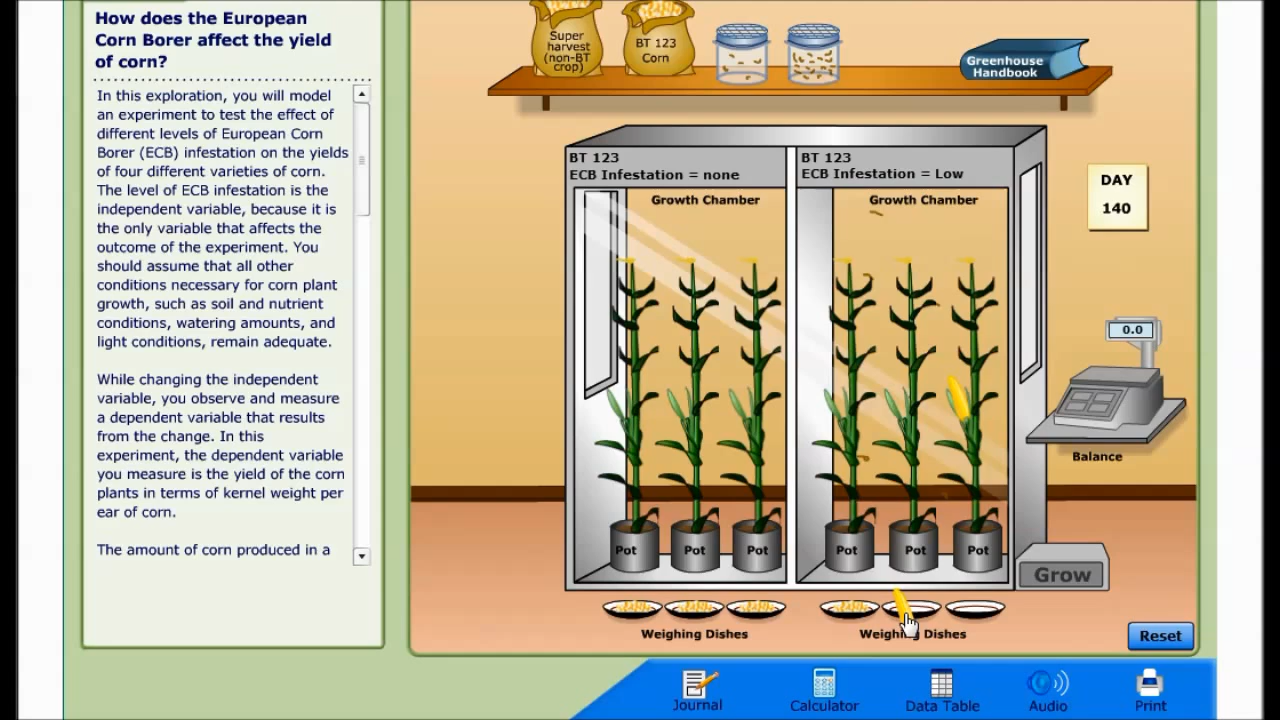 How does the European
Corn Borer affect the yield
of corn?
In this exploration, you will model
an experiment to test the effect of
different levels of European Corn
Borer (ECB) infestation on the yields
of four different varieties of corn.
The level of ECB infestation is the
independent variable, because it is
the only variable that affects the
outcome of the experiment. You
should assume that all other
conditions necessary for corn plant
growth, such as soil and nutrient
conditions, watering amounts, and
light conditions, remain adequate.
While changing the independent
variable, you observe and measure
a dependent variable that results
from the change. In this
experiment, the dependent variable
you measure is the yield of the corn
plants in terms of kernel weight per
ear of corn.
The amount of corn produced in a
Super
harvest
(non-BT
crop)
BT 123
Corn
Greenhouse
Handbook
BT 123
ECB Infestation = none
Growth Chamber
BT 123
ECB Infestation = Low
Growth Chamber
DAY
140
0.0
Balance
Pot
Pot
Pot
Pot
Pot
Pot
Grow
Weighing Dishes
Weighing Dishes
Reset
Journal
Calculator
Data Table
Audio
Print